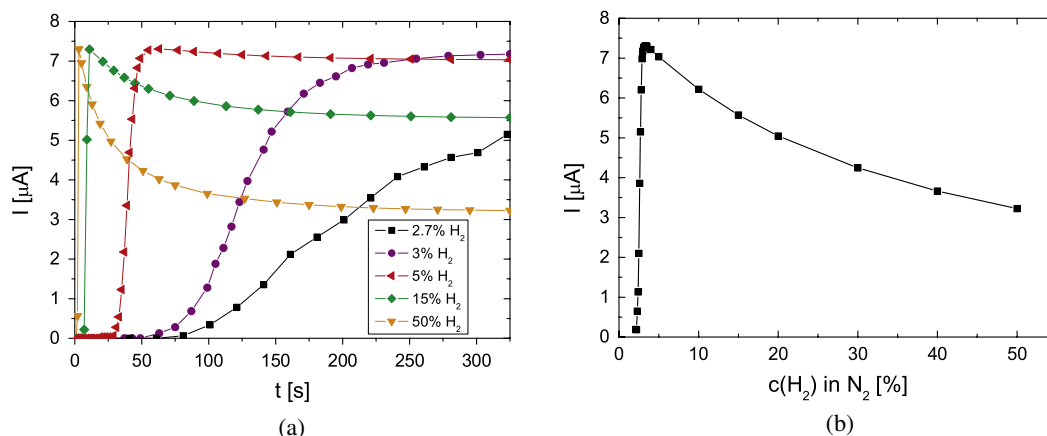 8
7
6
5
4
3
2
1
0
I [μA]
2.7% H₂
3% H₂
5% H₂
15% H₂
50% H₂
0 50 100 150 200 250 300
t [s]
(a)
8
7
6
5
4
3
2
1
0
I [μA]
0 10 20 30 40 50
c(H₂) in N₂ [%]
(b)